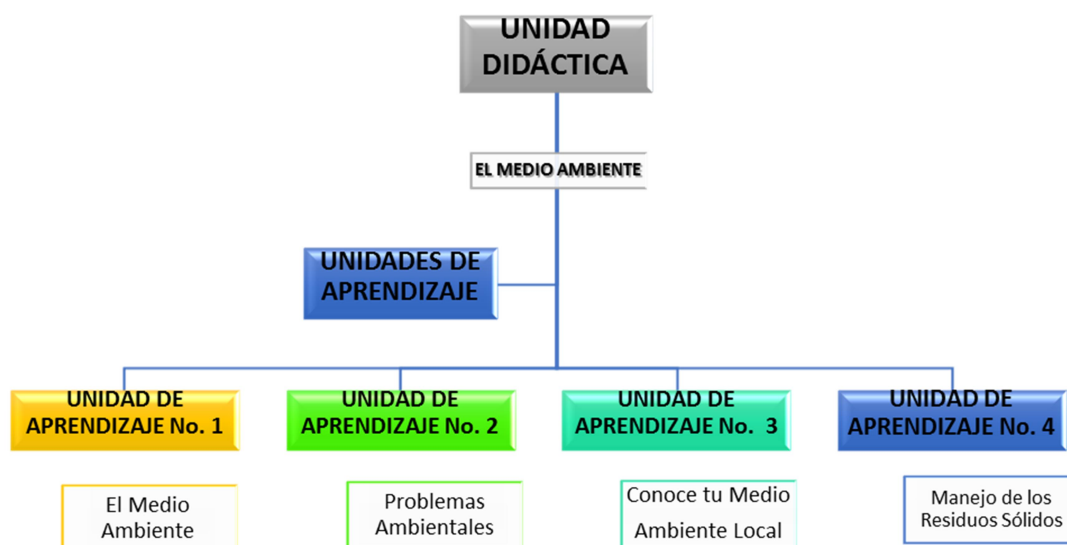 UNIDAD
DIDÁCTICA
EL MEDIO AMBIENTE
UNIDADES DE
APRENDIZAJE
UNIDAD DE
APRENDIZAJE No. 1
UNIDAD DE
APRENDIZAJE No. 2
UNIDAD DE
APRENDIZAJE No. 3
UNIDAD DE
APRENDIZAJE No. 4
El Medio
Ambiente
Problemas
Ambientales
Conoce tu Medio
Ambiente Local
Manejo de los
Residuos Sólidos